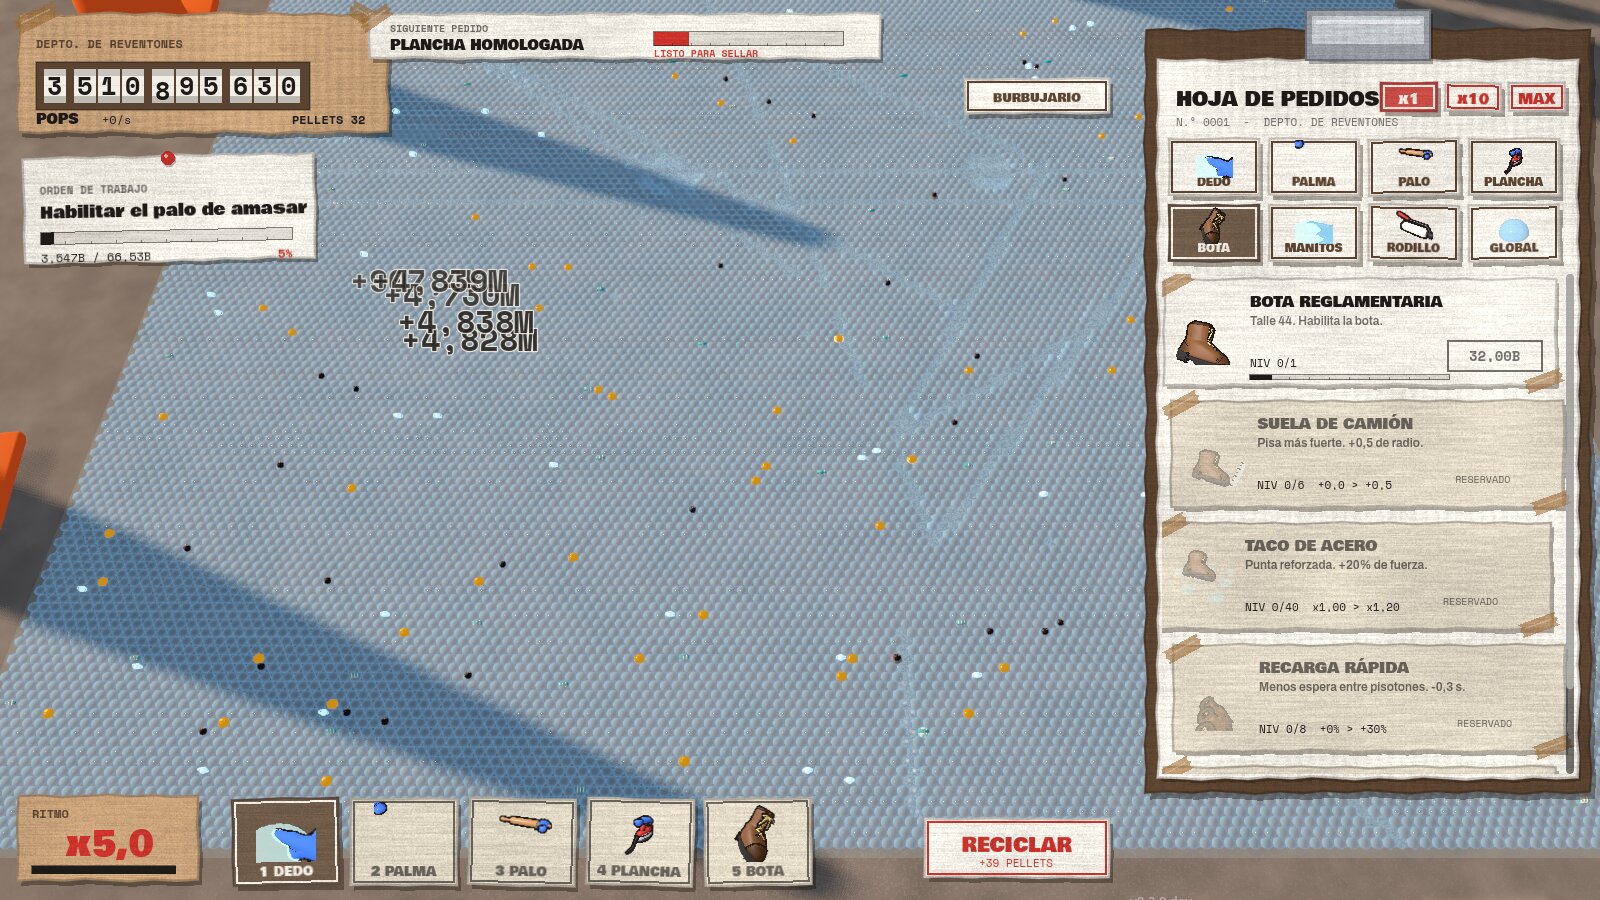 DEPTO. DE REVENTONES
3 510 895 630
POPS +0/s PELLETS 32
SIGUIENTE PEDIDO
PLANCHA HOMOLOGADA
LISTO PARA SELLAR
BURBUJARIO
ORDEN DE TRABAJO
Habilitar el palo de amasar
3.547B / 66.53B 5%
+4,838M
+4,828M
HOJA DE PEDIDOS x1 x10 MAX
N.° 0001 - DEPTO. DE REVENTONES
DEDO PALMA PALO PLANCHA
BOTA MANITOS RODILLO GLOBAL
BOTA REGLAMENTARIA
Talle 44. Habilita la bota.
NIV 0/1
32,00B
SUELA DE CAMIÓN
Pisa más fuerte. +0,5 de radio.
NIV 0/6 +0,0 > +0,5 RESERVADO
TACO DE ACERO
Punta reforzada. +20% de fuerza.
NIV 0/40 x1,00 > x1,20 RESERVADO
RECARGA RÁPIDA
Menos espera entre pisotones. -0,3 s.
NIV 0/8 +0% > +30% RESERVADO
RITMO
x5,0
1 DEDO
2 PALMA
3 PALO
4 PLANCHA
5 BOTA
RECICLAR
+39 PELLETS